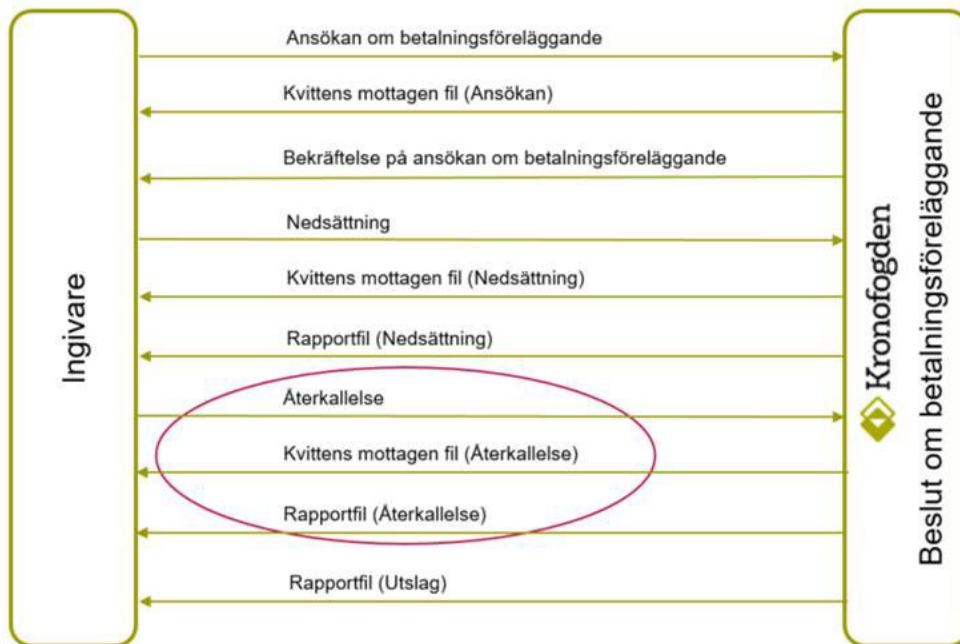 Ingivare
Ansökan om betalningsföreläggande
Kvittens mottagen fil (Ansökan)
Bekräftelse på ansökan om betalningsföreläggande
Nedsättning
Kvittens mottagen fil (Nedsättning)
Rapportfil (Nedsättning)
Återkallelse
Kvittens mottagen fil (Återkallelse)
Rapportfil (Återkallelse)
Rapportfil (Utslag)
Kronofogden
Beslut om betalningsföreläggande